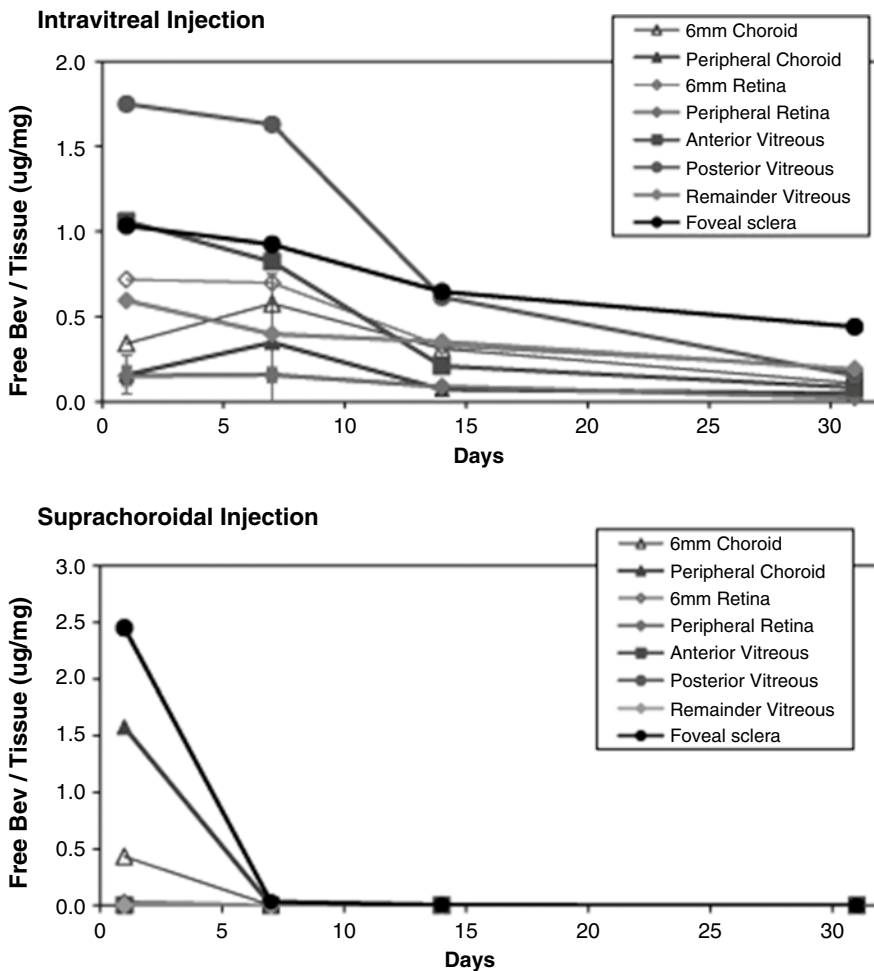 Intravitreal Injection
6mm Choroid
Peripheral Choroid
6mm Retina
Peripheral Retina
Anterior Vitreous
Posterior Vitreous
Remainder Vitreous
Foveal sclera
Free Bev / Tissue (ug/mg)
2.0
1.5
1.0
0.5
0.0
0 5 10 15 20 25 30
Days
Suprachoroidal Injection
6mm Choroid
Peripheral Choroid
6mm Retina
Peripheral Retina
Anterior Vitreous
Posterior Vitreous
Remainder Vitreous
Foveal sclera
Free Bev / Tissue (ug/mg)
3.0
2.5
2.0
1.5
1.0
0.5
0.0
0 5 10 15 20 25 30
Days